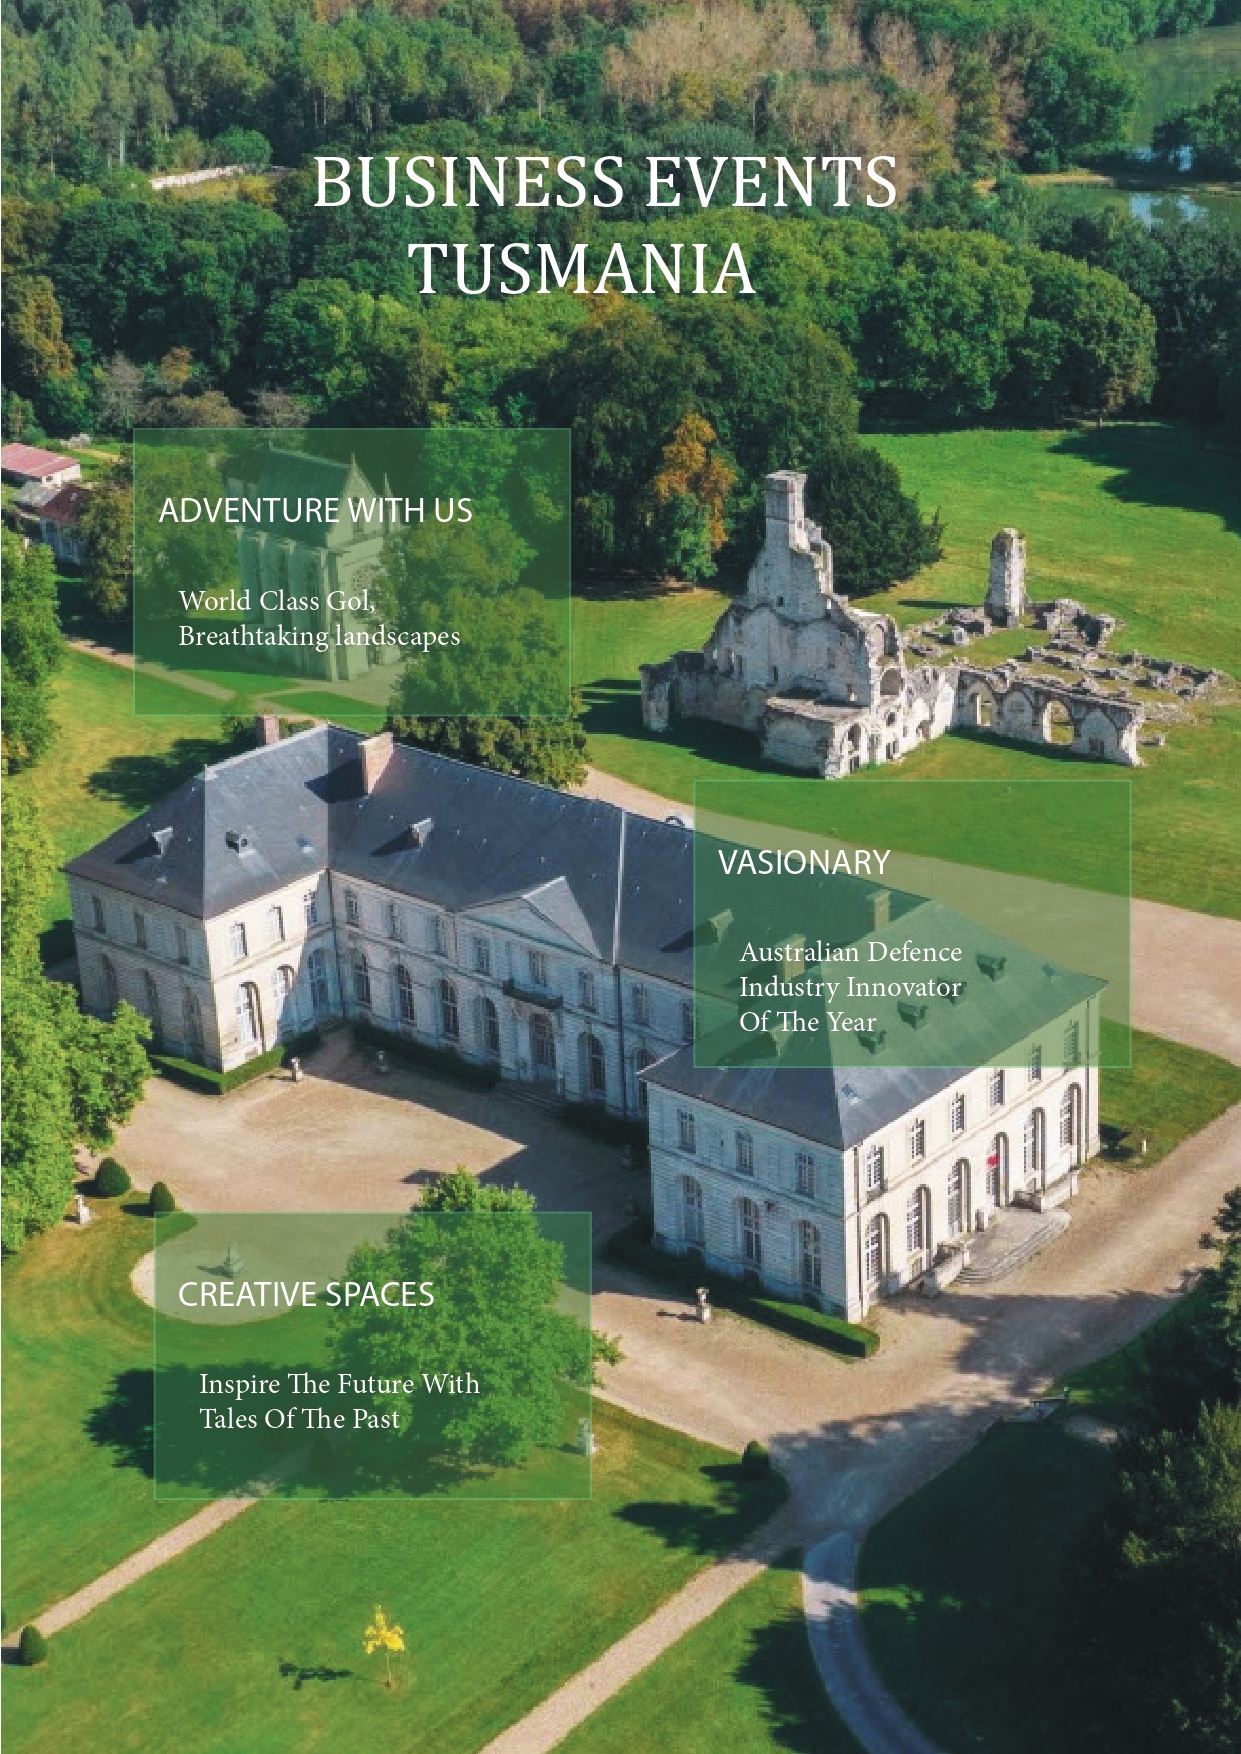 BUSINESS EVENTS
TUSMANIA
ADVENTURE WITH US
World Class Gol,
Breathtaking landscapes
VASIONARY
Australian Defence
Industry Innovator
Of The Year
CREATIVE SPACES
Inspire The Future With
Tales Of The Past